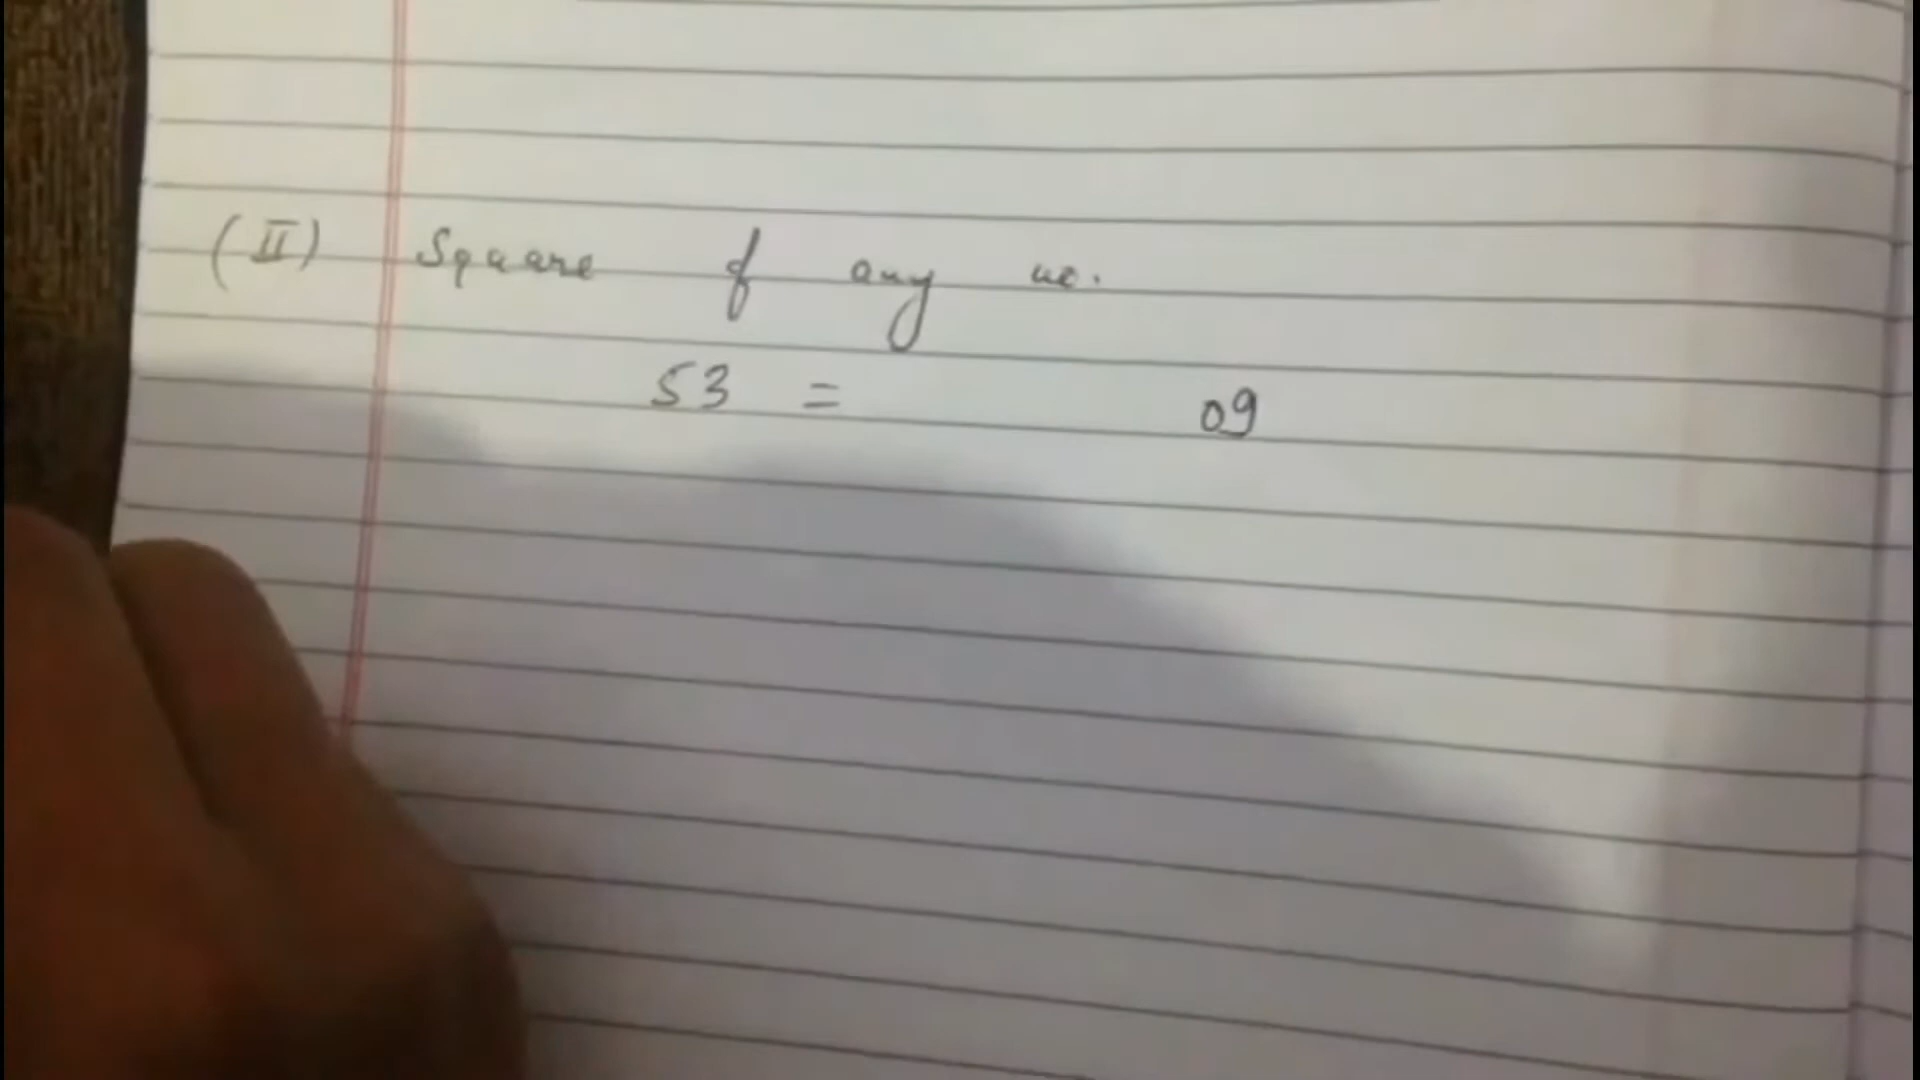 (II) Square of any no.
53 = 09